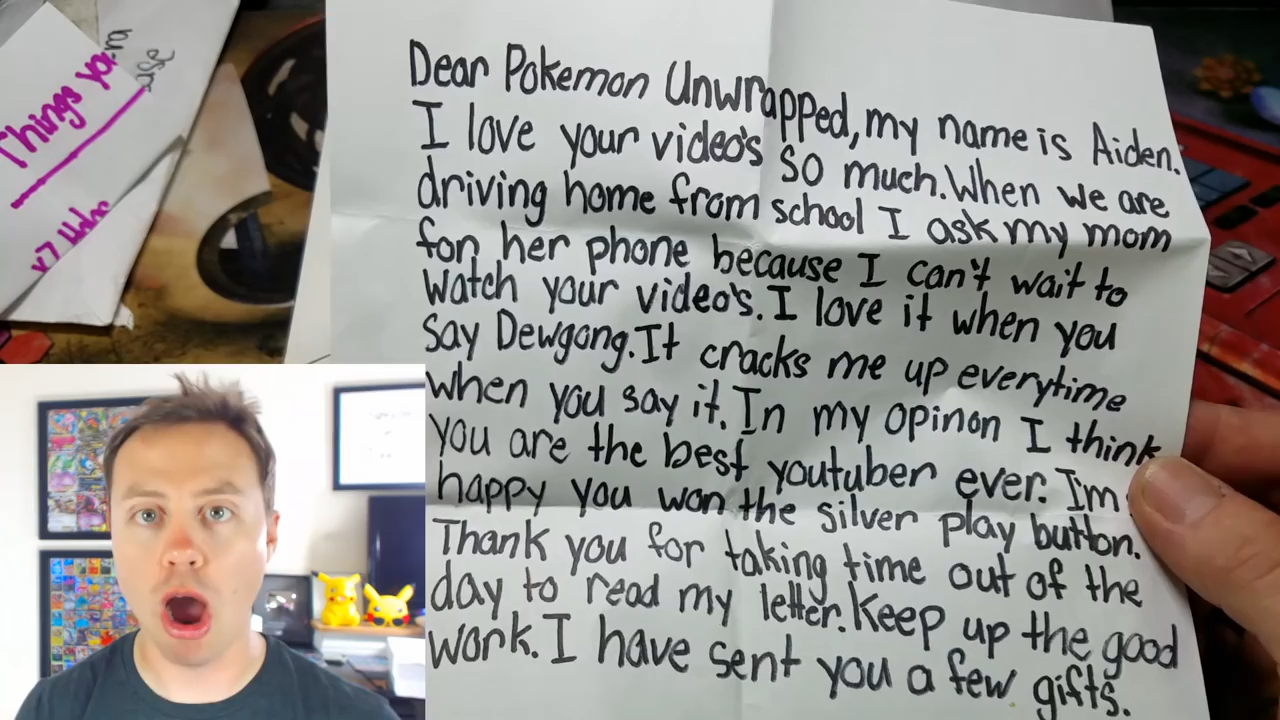 Things you
Dear Pokemon Unwrapped, my name is Aiden.
I love your video's so much. When we are
driving home from school I ask my mom
for her phone because I can't wait to
watch your video's. I love it when you
say Dewgong. It cracks me up everytime
when you say it. In my opinon I think
you are the best youtuber ever. I'm
happy you won the silver play button.
Thank you for taking time out of the
day to read my letter. Keep up the good
work. I have sent you a few gifts.